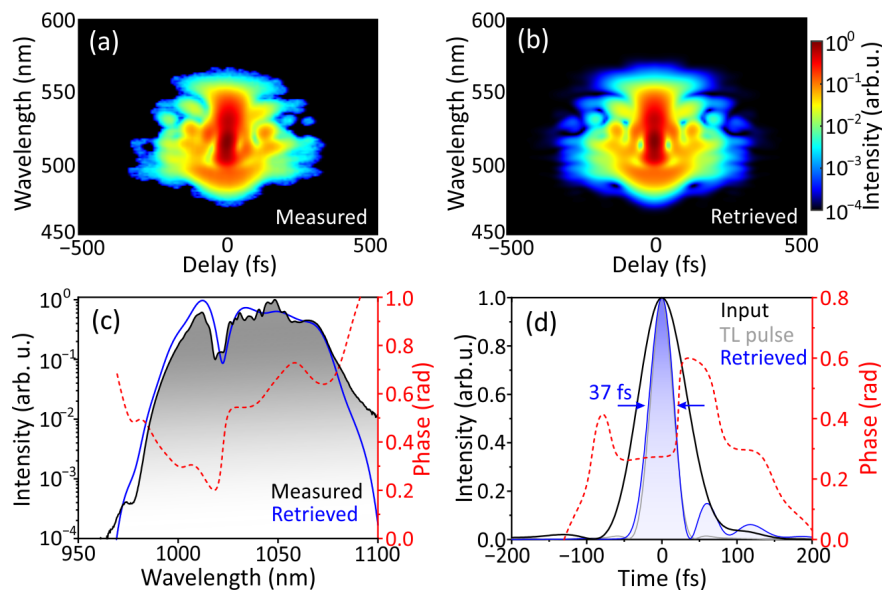 (a)
Wavelength (nm)
600
550
500
450
−500
0
500
Delay (fs)
Measured
(b)
Wavelength (nm)
600
550
500
450
−500
0
500
Delay (fs)
Retrieved
10⁰
10⁻¹
10⁻²
10⁻³
10⁻⁴
Intensity (arb.u.)
(c)
Intensity (arb. u.)
10⁰
10⁻¹
10⁻²
10⁻³
10⁻⁴
950
1000
1050
1100
Wavelength (nm)
Measured
Retrieved
1.0
0.8
0.6
0.4
0.2
0.0
Phase (rad)
(d)
Intensity (arb.u.)
1.0
0.8
0.6
0.4
0.2
0.0
−200
−100
0
100
200
Time (fs)
Input
TL pulse
Retrieved
37 fs
0.8
0.6
0.4
0.2
0.0
Phase (rad)